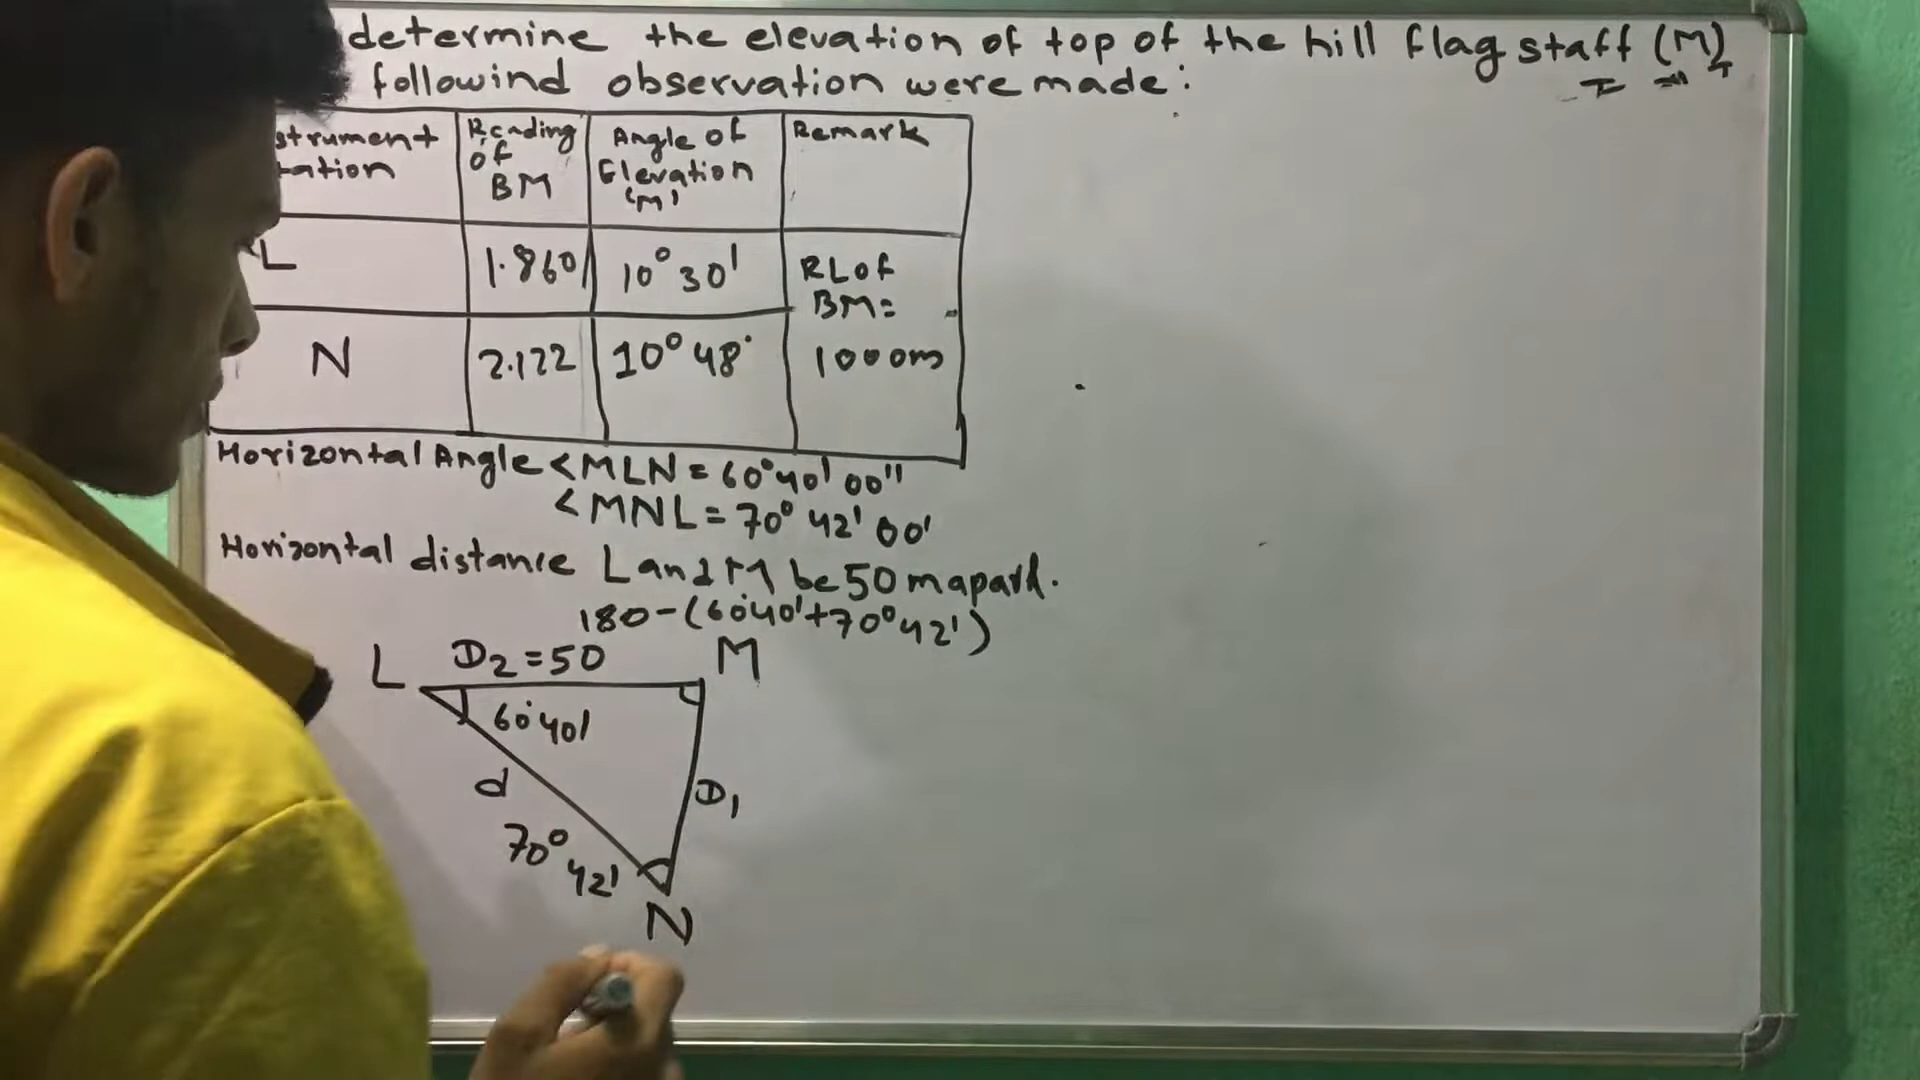 determine the elevation of top of the hill flag staff (M)
followind observation were made:
strument
tation
Reading
of
BM
Angle of
Elevation
'M'
Remark
L
1.860
10° 30'
RL of
BM=
1000m
N
2.122
10° 48'
Horizontal Angle <MLN = 60°40'00"
<MNL = 70° 42' 00'
Horizontal distance L and M be 50 m apard.
180-(60°40'+70°42')
L D2 =50 M
60°40'
d
D1
70°
42'
N